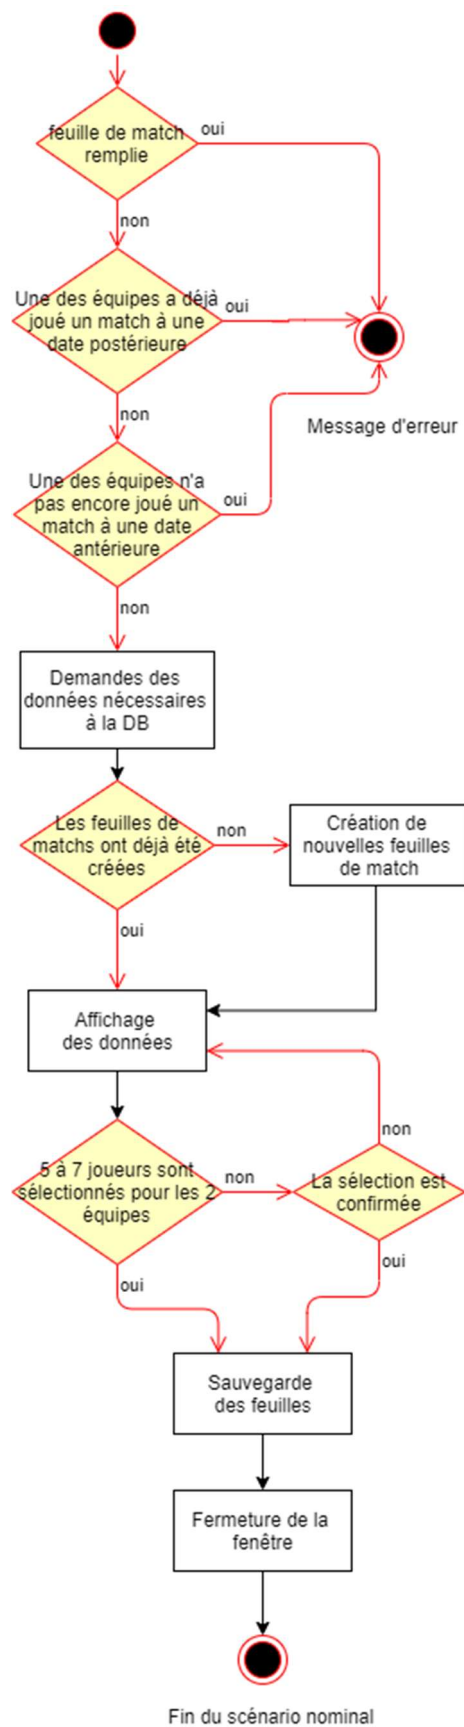 feuille de match
remplie
oui
non
Une des équipes a déjà
joué un match à une
date postérieure
oui
Message d'erreur
non
Une des équipes n'a
pas encore joué un
match à une date
antérieure
oui
non
Demandes des
données nécessaires
à la DB
Les feuilles de
matchs ont déjà été
créées
non
Création de
nouvelles feuilles
de match
oui
Affichage
des données
5 à 7 joueurs sont
sélectionnés pour les 2
équipes
non
La sélection est
confirmée
non
oui
oui
Sauvegarde
des feuilles
Fermeture de la
fenêtre
Fin du scénario nominal